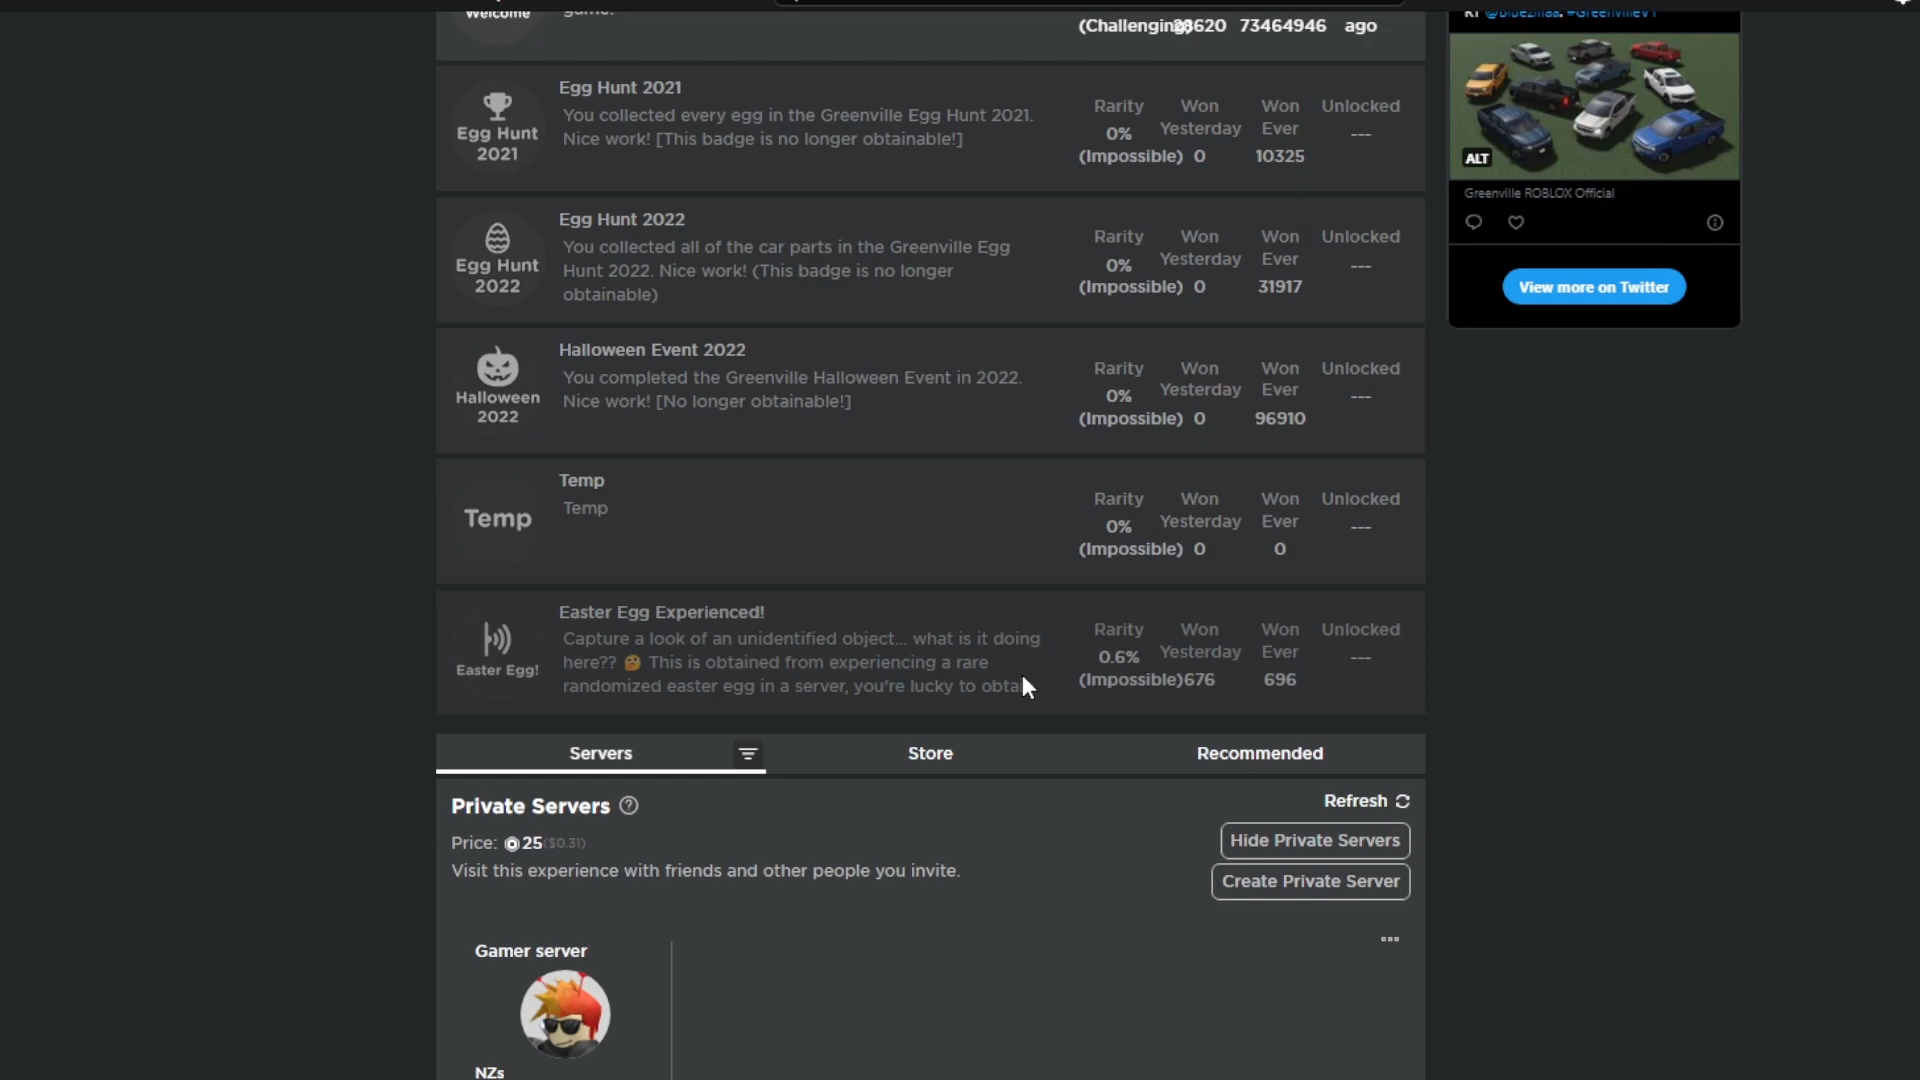 Welcome
game.
(Challenging) 28620 73464946 ago
RT @Bluezillaa: #GreenvilleV1
Egg Hunt
2021
Egg Hunt 2021
You collected every egg in the Greenville Egg Hunt 2021.
Nice work! [This badge is no longer obtainable!]
Rarity Won Won Unlocked
Yesterday Ever
0% ---
(Impossible) 0 10325
ALT
Greenville ROBLOX Official
View more on Twitter
Egg Hunt
2022
Egg Hunt 2022
You collected all of the car parts in the Greenville Egg
Hunt 2022. Nice work! (This badge is no longer
obtainable)
Rarity Won Won Unlocked
Yesterday Ever
0% ---
(Impossible) 0 31917
Halloween
2022
Halloween Event 2022
You completed the Greenville Halloween Event in 2022.
Nice work! [No longer obtainable!]
Rarity Won Won Unlocked
Yesterday Ever
0% ---
(Impossible) 0 96910
Temp
Temp
Temp
Rarity Won Won Unlocked
Yesterday Ever
0% ---
(Impossible) 0 0
Easter Egg!
Easter Egg Experienced!
Capture a look of an unidentified object... what is it doing
here?? 🤔 This is obtained from experiencing a rare
randomized easter egg in a server, you're lucky to
Rarity Won Won Unlocked
Yesterday Ever
0.6% ---
(Impossible) 676 696
Servers Store Recommended
Private Servers
Refresh
Price: 25 ($0.31)
Hide Private Servers
Visit this experience with friends and other people you invite.
Create Private Server
Gamer server
NZs